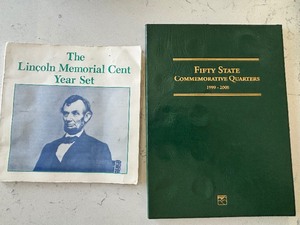 The
Lincoln Memorial Cent
Year Set
FIFTY STATE
COMMEMORATIVE QUARTERS
1999 - 2008